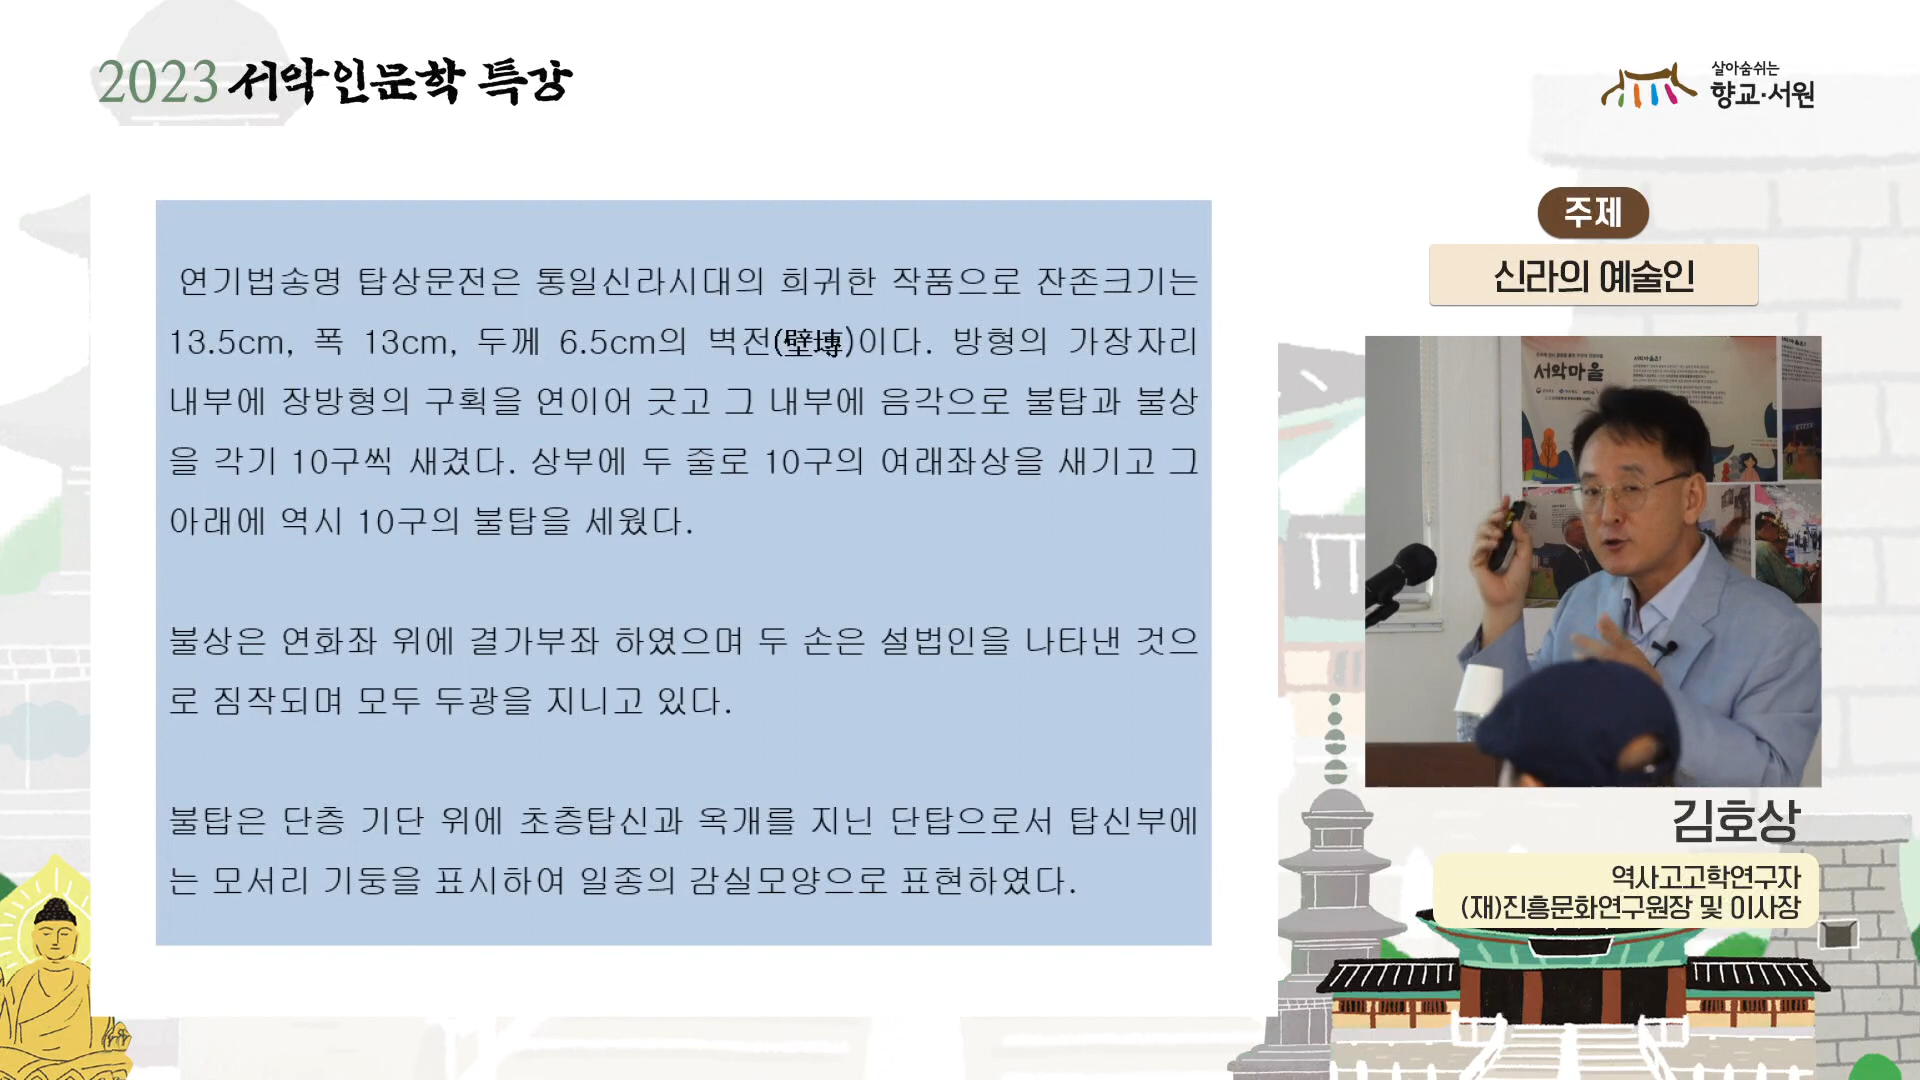 2023 서악인문학 특강
살아숨쉬는
향교·서원
연기법송명 탑상문전은 통일신라시대의 희귀한 작품으로 잔존크기는
13.5cm, 폭 13cm, 두께 6.5cm의 벽전(壁塼)이다. 방형의 가장자리
내부에 장방형의 구획을 연이어 긋고 그 내부에 음각으로 불탑과 불상
을 각기 10구씩 새겼다. 상부에 두 줄로 10구의 여래좌상을 새기고 그
아래에 역시 10구의 불탑을 세웠다.
불상은 연화좌 위에 결가부좌 하였으며 두 손은 설법인을 나타낸 것으
로 짐작되며 모두 두광을 지니고 있다.
불탑은 단층 기단 위에 초층탑신과 옥개를 지닌 단탑으로서 탑신부에
는 모서리 기둥을 표시하여 일종의 감실모양으로 표현하였다.
주제
신라의 예술인
서악마을
김호상
역사고고학연구자
(재)진흥문화연구원장 및 이사장